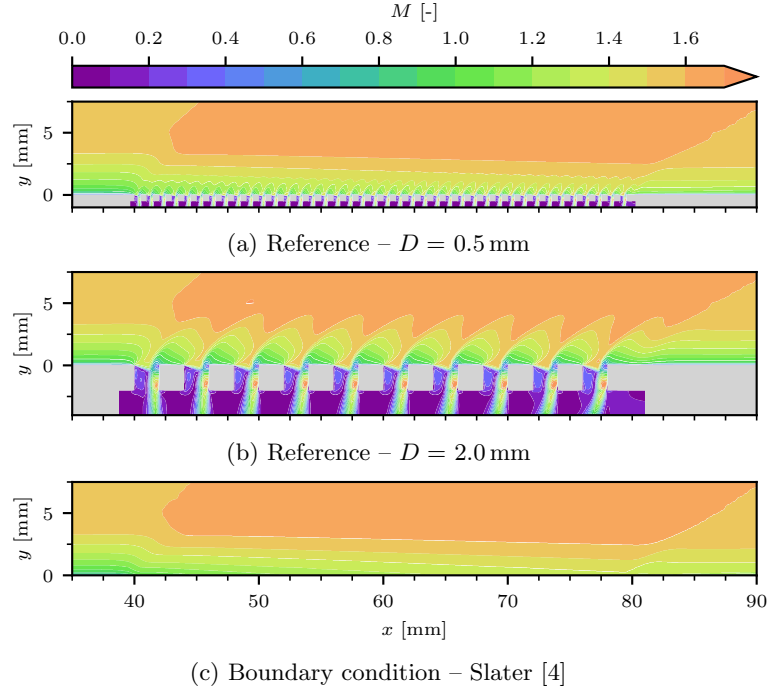 M [-]
0.0 0.2 0.4 0.6 0.8 1.0 1.2 1.4 1.6
y [mm]
5
0
(a) Reference – D = 0.5 mm
y [mm]
5
0
(b) Reference – D = 2.0 mm
y [mm]
5
0
40 50 60 70 80 90
x [mm]
(c) Boundary condition – Slater [4]